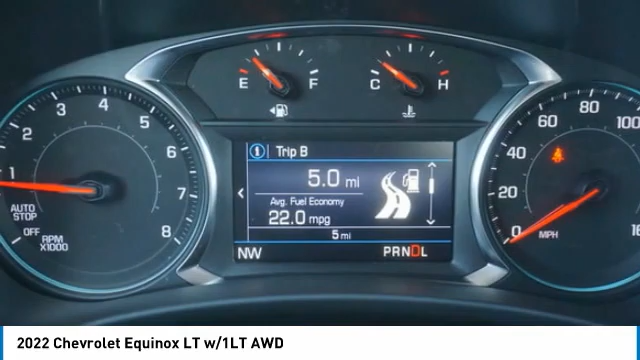 E F
C H
1 2 3 4 5 6 7 8
AUTO
STOP
OFF
RPM
X1000
i Trip B
5.0 mi
Avg. Fuel Economy
22.0 mpg
5 mi
NW PRNDL
0 20 40 60 80 100
MPH
2022 Chevrolet Equinox LT w/1LT AWD